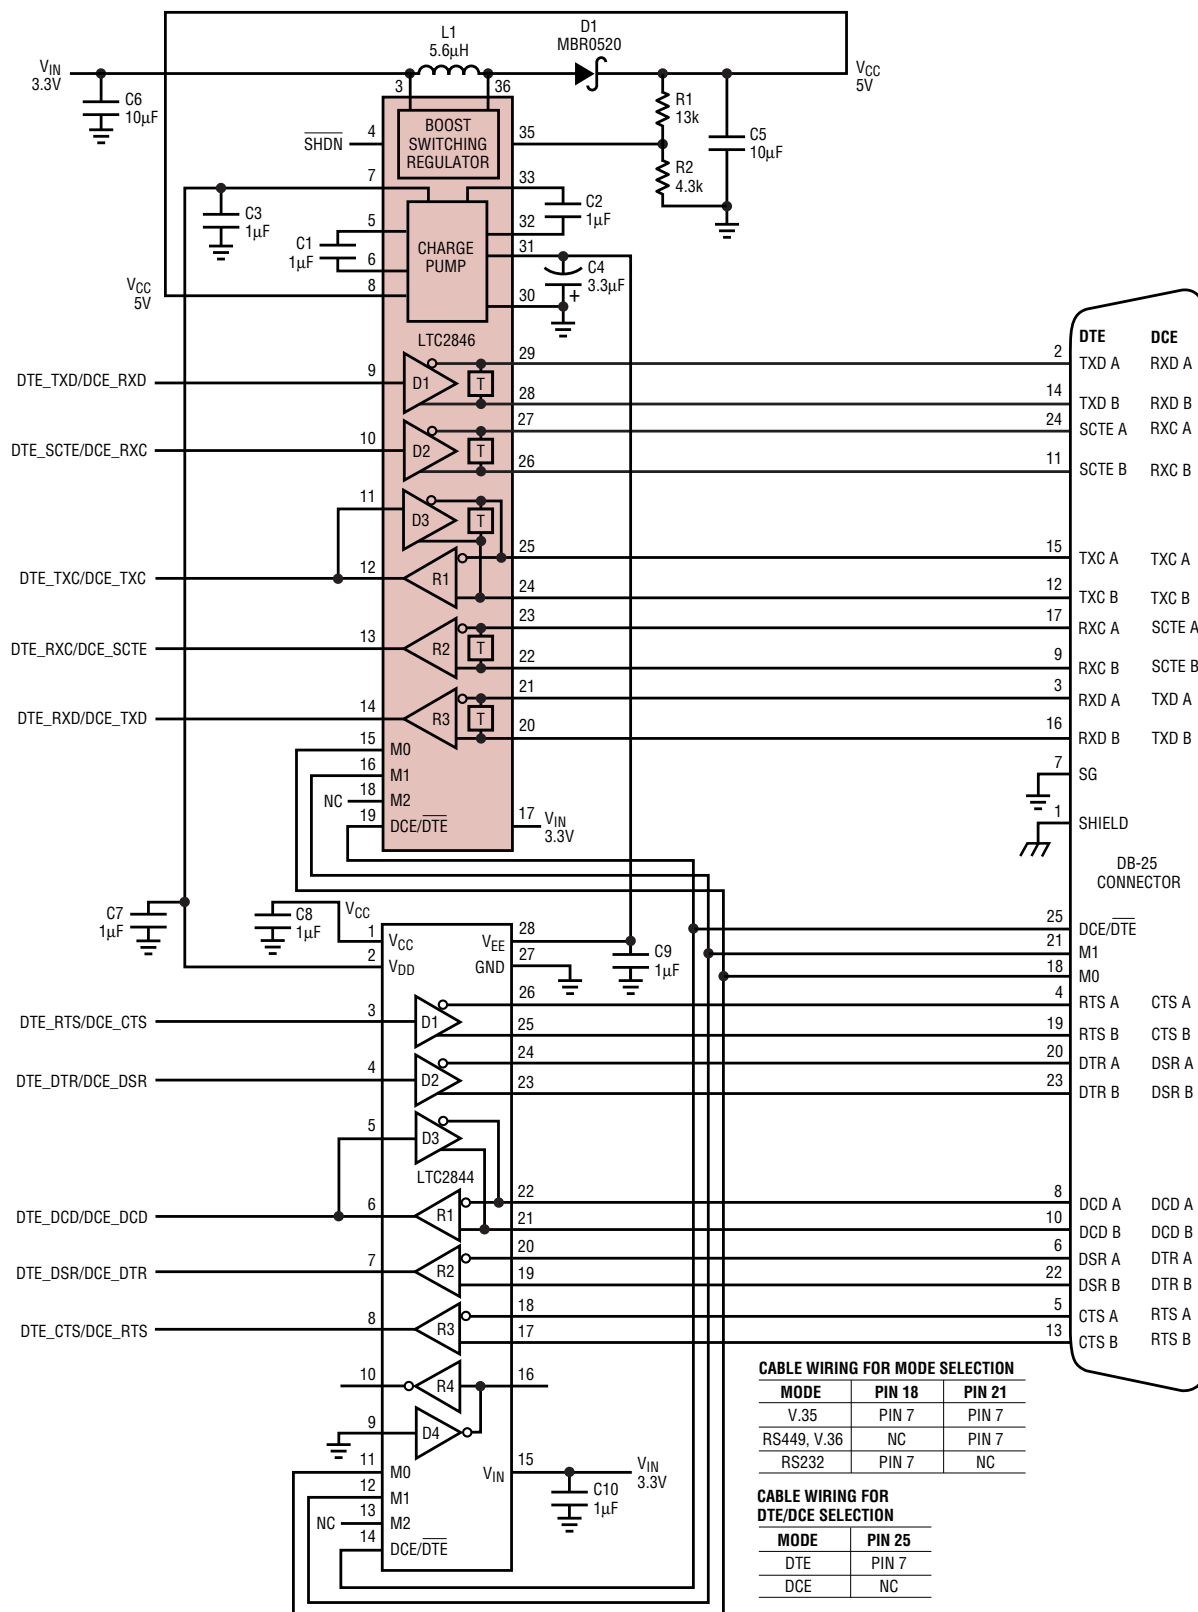 L1
5.6µH
D1
MBR0520
VIN
3.3V
3
36
VCC
5V
C6
10µF
BOOST
SWITCHING
REGULATOR
R1
13k
4
SHDN
35
C5
10µF
R2
4.3k
7
33
C3
1µF
C2
1µF
5
32
C1
1µF
CHARGE
PUMP
31
6
C4
3.3µF
+
8
30
VCC
5V
LTC2846
DTE DCE
DTE_TXD/DCE_RXD 9 D1 T 29 2 TXD A RXD A
28 14 TXD B RXD B
DTE_SCTE/DCE_RXC 10 D2 T 27 24 SCTE A RXC A
26 11 SCTE B RXC B
11 D3 T
25 15 TXC A TXC A
DTE_TXC/DCE_TXC 12 R1 24 12 TXC B TXC B
DTE_RXC/DCE_SCTE 13 R2 T 23 17 RXC A SCTE A
22 9 RXC B SCTE B
DTE_RXD/DCE_TXD 14 R3 T 21 3 RXD A TXD A
20 16 RXD B TXD B
15 M0
7 SG
16 M1
NC 18 M2
19 DCE/DTE
17 VIN
3.3V
1 SHIELD
DB-25
CONNECTOR
C7
1µF
C8
1µF
VCC
1 VCC
2 VDD
VEE 28
GND 27
C9
1µF
25 DCE/DTE
21 M1
18 M0
DTE_RTS/DCE_CTS 3 D1 26 4 RTS A CTS A
25 19 RTS B CTS B
DTE_DTR/DCE_DSR 4 D2 24 20 DTR A DSR A
23 23 DTR B DSR B
5 D3
LTC2844
DTE_DCD/DCE_DCD 6 R1 22 8 DCD A DCD A
21 10 DCD B DCD B
DTE_DSR/DCE_DTR 7 R2 20 6 DSR A DTR A
19 22 DSR B DTR B
DTE_CTS/DCE_RTS 8 R3 18 5 CTS A RTS A
17 13 CTS B RTS B
10 R4 16
9 D4
11 M0
12 M1
NC 13 M2
14 DCE/DTE
VIN 15
VIN
3.3V
C10
1µF
CABLE WIRING FOR MODE SELECTION
MODE PIN 18 PIN 21
V.35 PIN 7 PIN 7
RS449, V.36 NC PIN 7
RS232 PIN 7 NC
CABLE WIRING FOR
DTE/DCE SELECTION
MODE PIN 25
DTE PIN 7
DCE NC